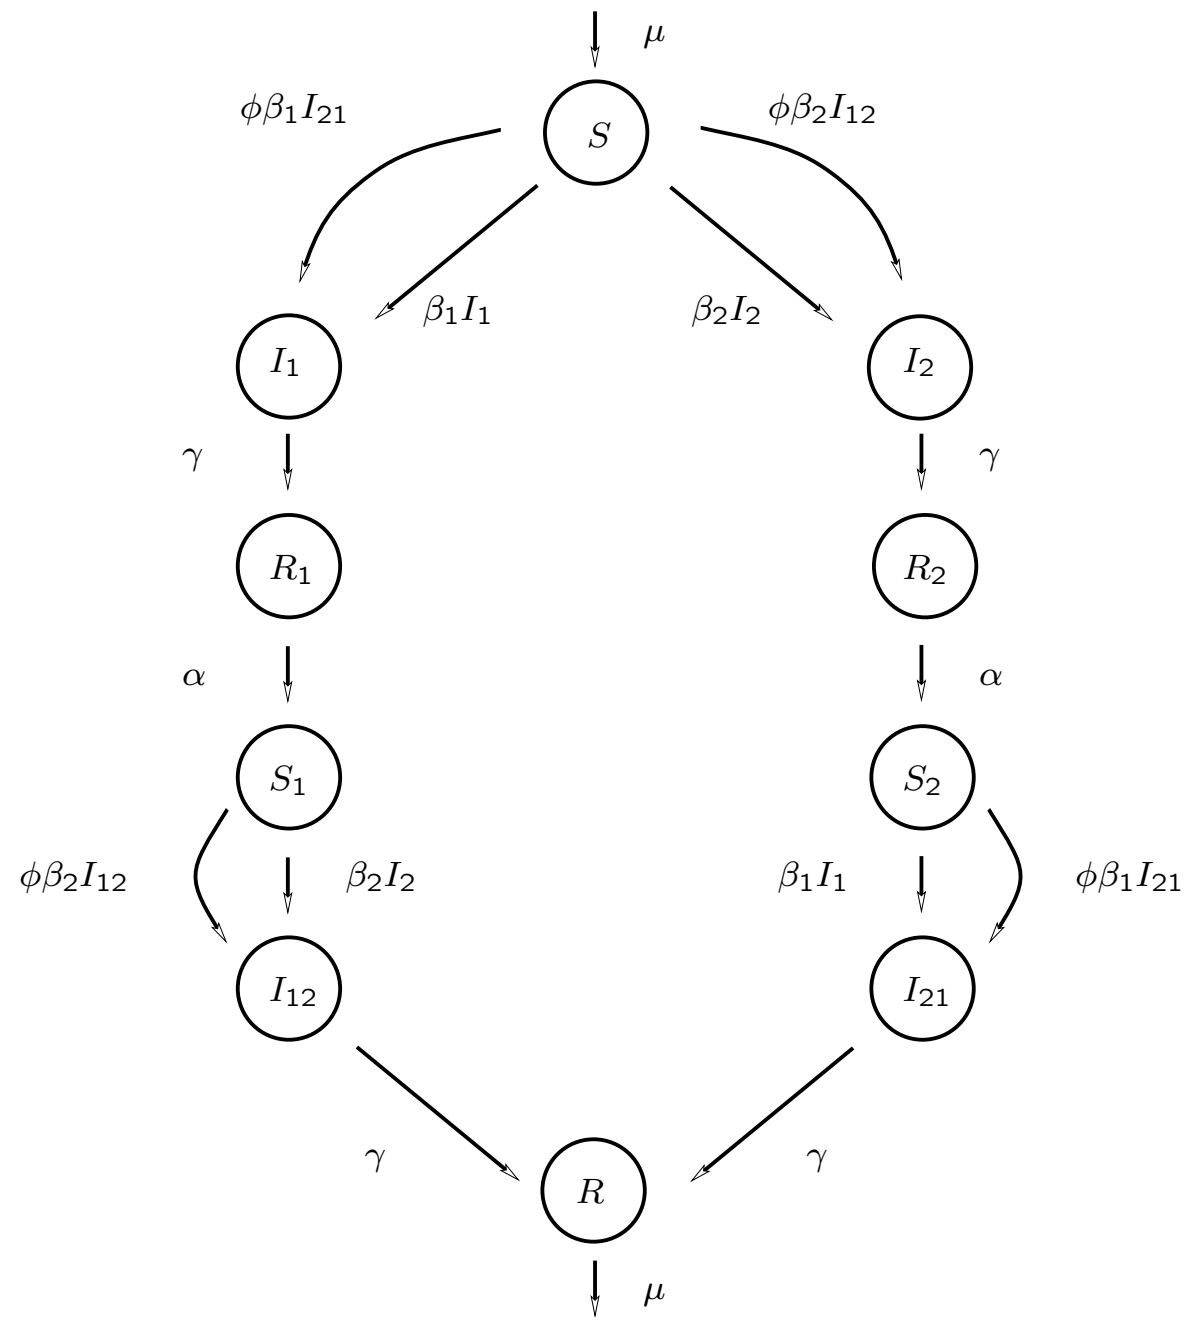 μ
ϕβ₁I₂₁ ϕβ₂I₁₂
S
β₁I₁ β₂I₂
I₁ I₂
γ γ
R₁ R₂
α α
S₁ S₂
ϕβ₂I₁₂ β₂I₂ β₁I₁ ϕβ₁I₂₁
I₁₂ I₂₁
γ γ
R
μ